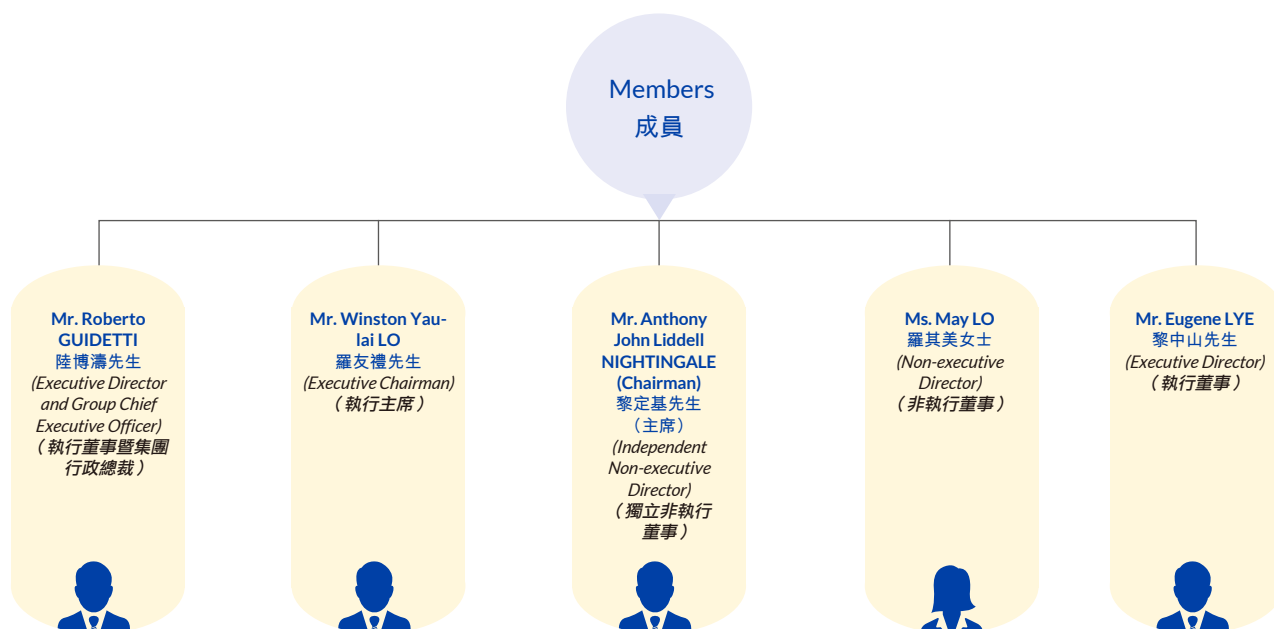 Members
成員
Mr. Roberto
GUIDETTI
陸博濤先生
(Executive Director
and Group Chief
Executive Officer)
（執行董事暨集團
行政總裁）
Mr. Winston Yau-
lai LO
羅友禮先生
(Executive Chairman)
（執行主席）
Mr. Anthony
John Liddell
NIGHTINGALE
(Chairman)
黎定基先生
（主席）
(Independent
Non-executive
Director)
（獨立非執行
董事）
Ms. May LO
羅其美女士
(Non-executive
Director)
（非執行董事）
Mr. Eugene LYE
黎中山先生
(Executive Director)
（執行董事）